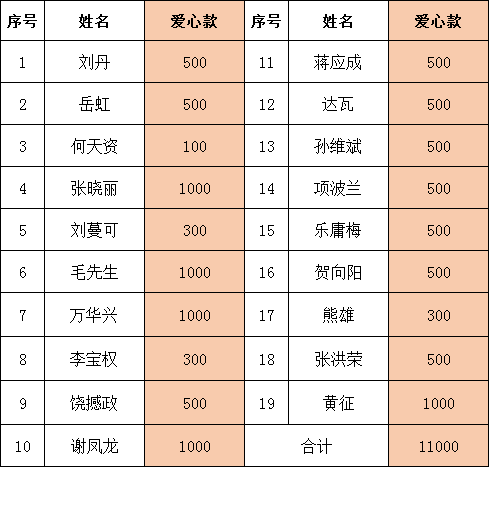 序号 姓名 爱心款 序号 姓名 爱心款
1 刘丹 500 11 蒋应成 500
2 岳虹 500 12 达瓦 500
3 何天资 100 13 孙维斌 500
4 张晓丽 1000 14 项波兰 500
5 刘蔓可 300 15 乐庸梅 500
6 毛先生 1000 16 贺向阳 500
7 万华兴 1000 17 熊雄 300
8 李宝权 300 18 张洪荣 500
9 饶撼政 500 19 黄征 1000
10 谢凤龙 1000 合计 11000